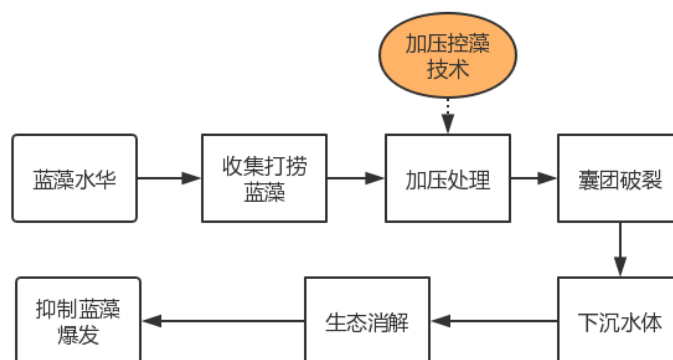 加压控藻
技术
蓝藻水华
收集打捞
蓝藻
加压处理
囊团破裂
抑制蓝藻
爆发
生态消解
下沉水体